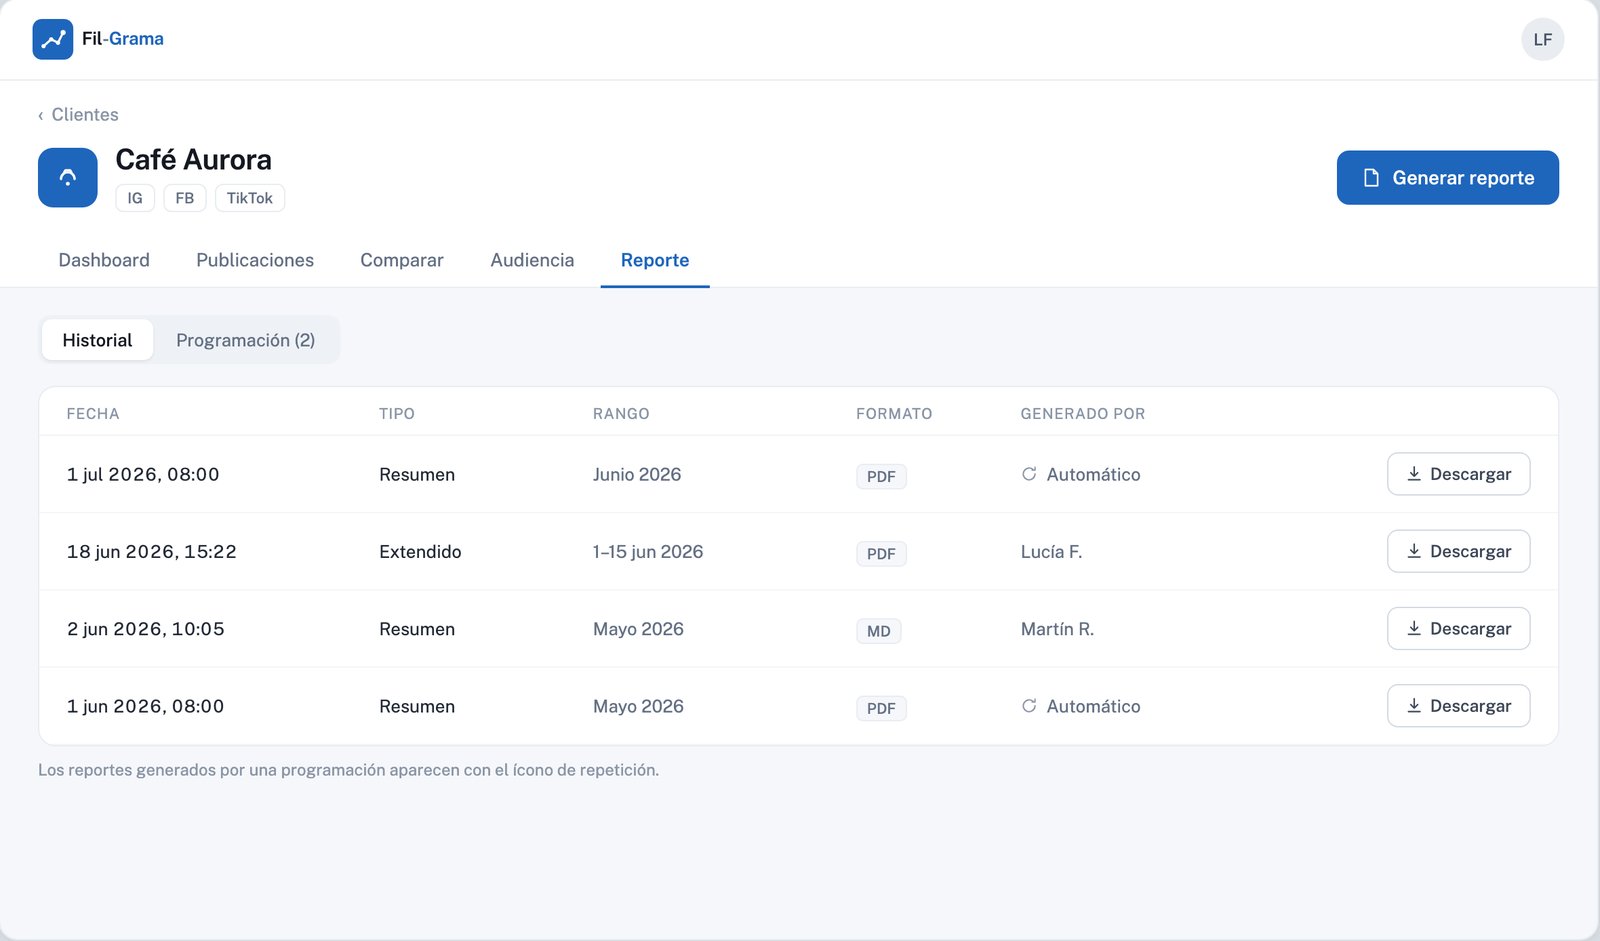 Fil-Grama
LF
‹ Clientes
Café Aurora
IG FB TikTok
Generar reporte
Dashboard Publicaciones Comparar Audiencia Reporte
Historial Programación (2)
FECHA TIPO RANGO FORMATO GENERADO POR
1 jul 2026, 08:00 Resumen Junio 2026 PDF Automático Descargar
18 jun 2026, 15:22 Extendido 1–15 jun 2026 PDF Lucía F. Descargar
2 jun 2026, 10:05 Resumen Mayo 2026 MD Martín R. Descargar
1 jun 2026, 08:00 Resumen Mayo 2026 PDF Automático Descargar
Los reportes generados por una programación aparecen con el ícono de repetición.